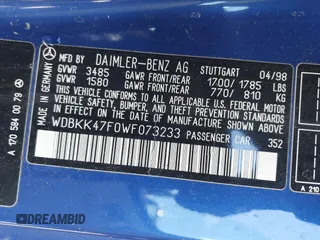 MFD BY DAIMLER-BENZ AG STUTTGART 04/98
GVWR 3485 GAWR FRONT/REAR 1700/1785 LBS
GVWR 1580 GAWR FRONT/REAR 770/ 810 KG
THIS VEHICLE CONFORMS TO ALL APPLICABLE U.S. FEDERAL
MOTOR VEHICLE SAFETY, BUMPER, AND THEFT
PREVENTION STANDARDS IN EFFECT ON THE
DATE OF MANUFACTURE SHOWN ABOVE.
WDBKK47F0WF073233 PASSENGER CAR 352
A 170 584 00 79
A 210
DREAMBID